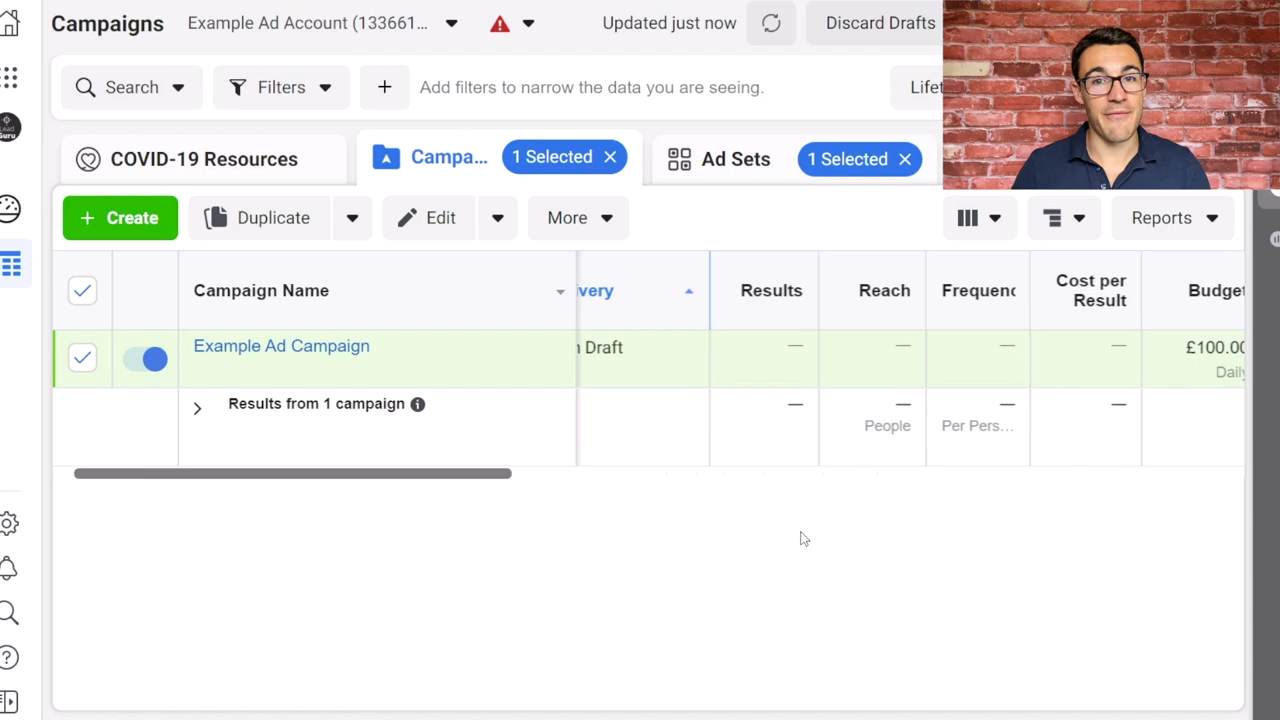 Campaigns
Example Ad Account (133661...
Updated just now
Discard Drafts
Search
Filters
Add filters to narrow the data you are seeing.
Lifet
COVID-19 Resources
Campa...
1 Selected
Ad Sets
1 Selected
Create
Duplicate
Edit
More
Reports
Campaign Name
ivery
Results
Reach
Frequenc
Cost per
Result
Budget
Example Ad Campaign
n Draft
—
—
—
—
£100.00
Daily
Results from 1 campaign
—
—
—
—
People
Per Pers...